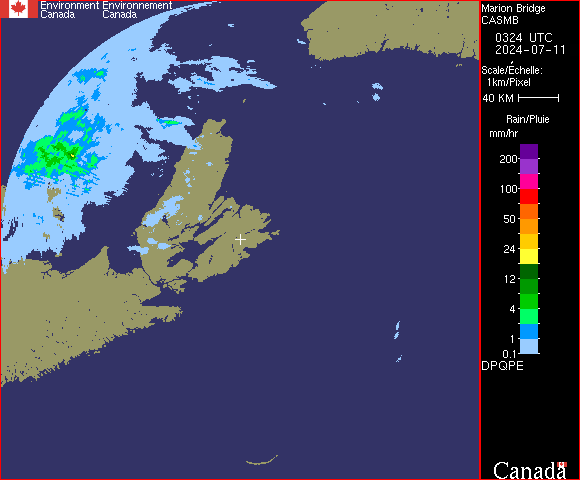 Environment Environnement
Canada Canada
Marion Bridge
CASMB
0324 UTC
2024-07-11
Scale/Échelle:
1km/Pixel
40 KM
Rain/Pluie
mm/hr
200
100
50
24
12
4
1
0.1
DPQPE
Canada